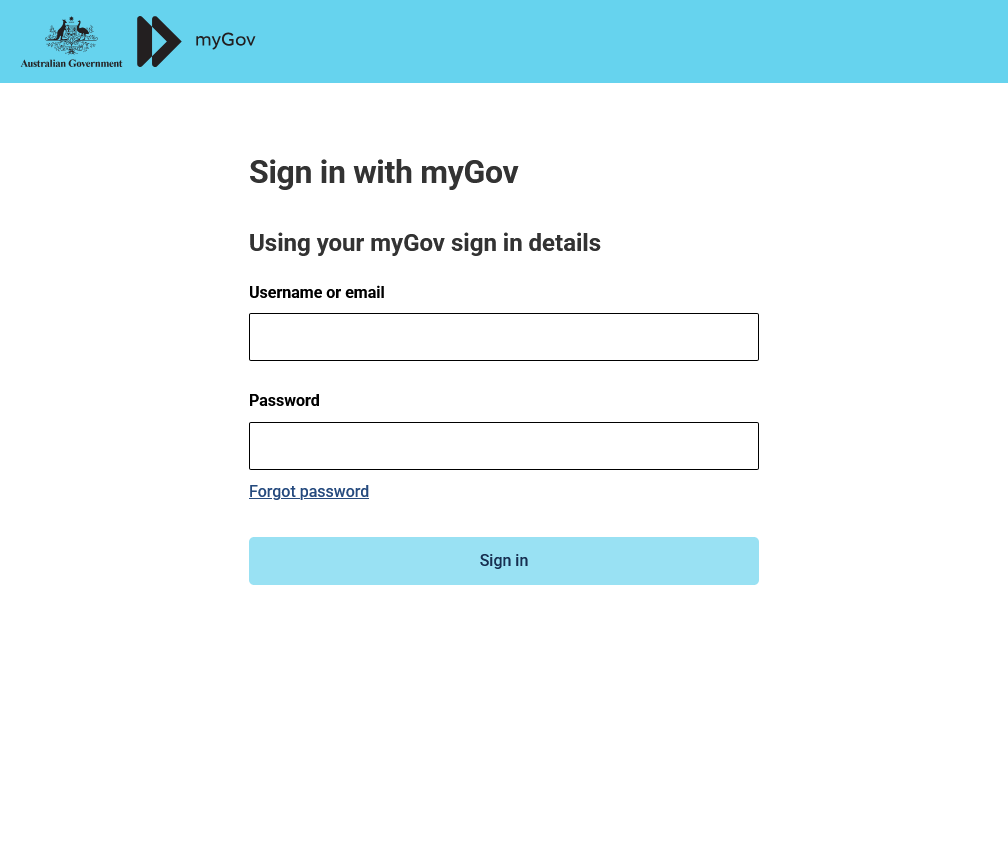 Australian Government
myGov
Sign in with myGov
Using your myGov sign in details
Username or email
Password
Forgot password
Sign in